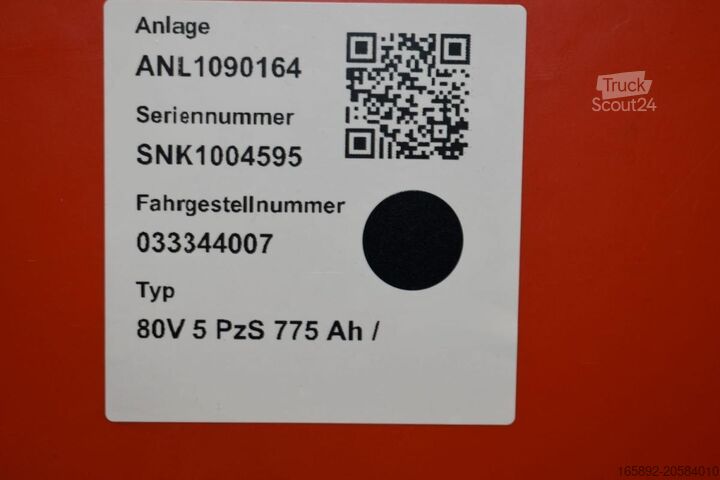 Anlage
ANL1090164
Seriennummer
SNK1004595
Fahrgestellnummer
033344007
Typ
80V 5 PzS 775 Ah /
Truck
Scout24
165892-20584010